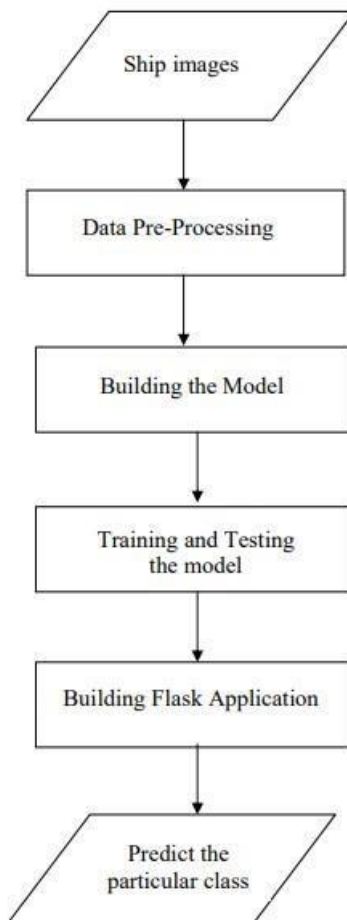 Ship images
Data Pre-Processing
Building the Model
Training and Testing
the model
Building Flask Application
Predict the
particular class